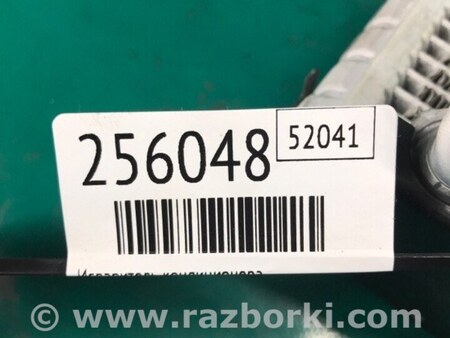 256048
52041
Испаритель кондиционера
© www.razborki.com